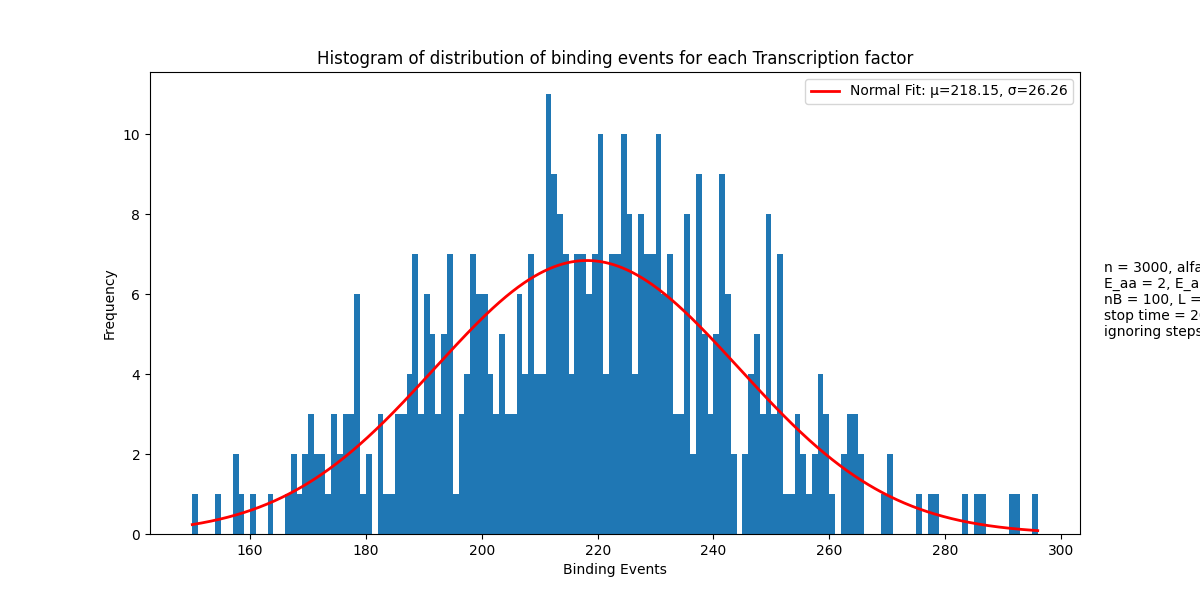 Histogram of distribution of binding events for each Transcription factor
Normal Fit: μ=218.15, σ=26.26
10
8
6
4
2
0
Frequency
160 180 200 220 240 260 280 300
Binding Events
n = 3000, alfa
E_aa = 2, E_a
nB = 100, L =
stop time = 2
ignoring steps